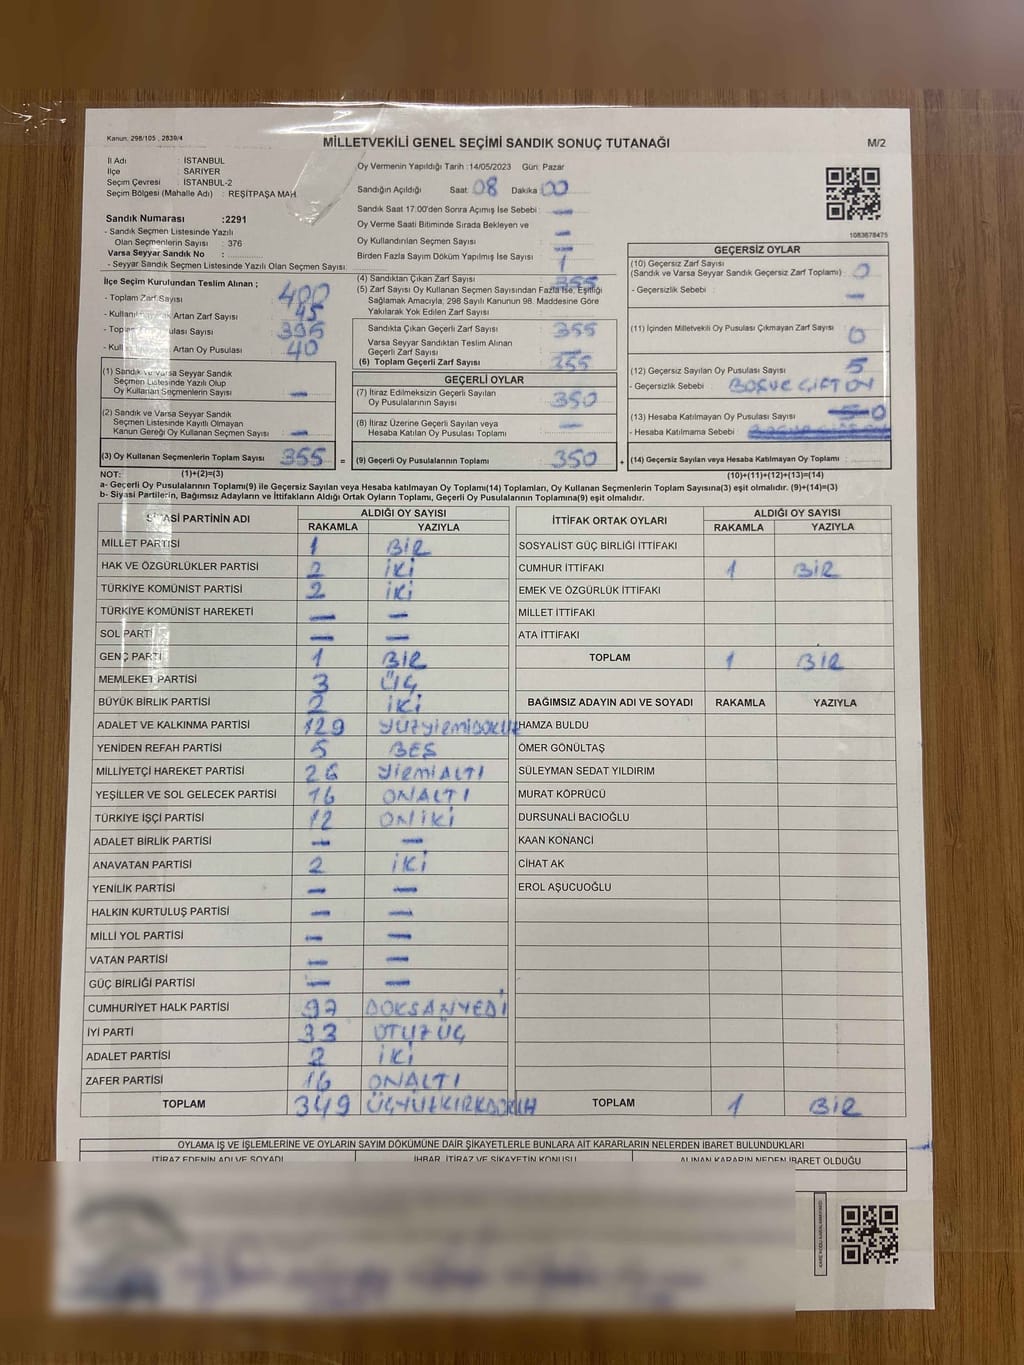 Kanun. 298/105 , 2839/4
MİLLETVEKİLİ GENEL SEÇİMİ SANDIK SONUÇ TUTANAĞI
M/2
İl Adı : İSTANBUL
İlçe : SARIYER
Seçim Çevresi : İSTANBUL-2
Seçim Bölgesi (Mahalle Adı) : REŞİTPAŞA MAH.
Oy Vermenin Yapıldığı Tarih : 14/05/2023 Gün: Pazar
Sandığın Açıldığı Saat: 08 Dakika 00
Sandık Saat 17:00'den Sonra Açımış İse Sebebi : —
Oy Verme Saati Bitiminde Sırada Bekleyen ve
Oy Kullandırılan Seçmen Sayısı : —
Birden Fazla Sayım Döküm Yapılmış İse Sayısı : 1
1083678475
Sandık Numarası :2291
- Sandık Seçmen Listesinde Yazılı
Olan Seçmenlerin Sayısı : 376
Varsa Seyyar Sandık No :
- Seyyar Sandık Seçmen Listesinde Yazılı Olan Seçmen Sayısı:
İlçe Seçim Kurulundan Teslim Alınan ;
- Toplam Zarf Sayısı : 400
- Artan Zarf Sayısı : 45
Sayısı : 395
- Artan Oy Pusulası : 40
(1) Sandık ve Varsa Seyyar Sandık
Seçmen Listesinde Yazılı Olup
Oy Kullanan Seçmenlerin Sayısı : —
(2) Sandık ve Varsa Seyyar Sandık
Seçmen Listesinde Kayıtlı Olmayan
Kanun Gereği Oy Kullanan Seçmen Sayısı : —
(3) Oy Kullanan Seçmenlerin Toplam Sayısı : 355
(4) Sandıktan Çıkan Zarf Sayısı : 355
(5) Zarf Sayısı Oy Kullanan Seçmen Sayısından Fazla İse, Eşitliği
Sağlamak Amacıyla, 298 Sayılı Kanunun 98. Maddesine Göre
Yakılarak Yok Edilen Zarf Sayısı :
Sandıkta Çıkan Geçerli Zarf Sayısı : 355
Varsa Seyyar Sandıktan Teslim Alınan
Geçerli Zarf Sayısı : —
(6) Toplam Geçerli Zarf Sayısı : 355
GEÇERLİ OYLAR
(7) İtiraz Edilmeksizin Geçerli Sayılan
Oy Pusulalarının Sayısı : 350
(8) İtiraz Üzerine Geçerli Sayılan veya
Hesaba Katılan Oy Pusulası Toplamı : —
= (9) Geçerli Oy Pusulalarının Toplamı : 350
GEÇERSİZ OYLAR
(10) Geçersiz Zarf Sayısı
(Sandık ve Varsa Seyyar Sandık Geçersiz Zarf Toplamı) : 0
- Geçersizlik Sebebi : —
(11) İçinden Milletvekili Oy Pusulası Çıkmayan Zarf Sayısı : 0
(12) Geçersiz Sayılan Oy Pusulası Sayısı : 5
- Geçersizlik Sebebi : BOŞ VE ÇİFT OY
(13) Hesaba Katılmayan Oy Pusulası Sayısı : 0
- Hesaba Katılmama Sebebi :
+ (14) Geçersiz Sayılan veya Hesaba Katılmayan Oy Toplamı :
NOT: (1)+(2)=(3) (10)+(11)+(12)+(13)=(14)
a- Geçerli Oy Pusulalarının Toplamı(9) ile Geçersiz Sayılan veya Hesaba katılmayan Oy Toplamı(14) Toplamları, Oy Kullanan Seçmenlerin Toplam Sayısına(3) eşit olmalıdır. (9)+(14)=(3)
b- Siyasi Partilerin, Bağımsız Adayların ve İttifakların Aldığı Ortak Oyların Toplamı, Geçerli Oy Pusulalarının Toplamına(9) eşit olmalıdır.
SİYASİ PARTİNİN ADI ALDIĞI OY SAYISI
RAKAMLA YAZIYLA
MİLLET PARTİSİ 1 BİR
HAK VE ÖZGÜRLÜKLER PARTİSİ 2 İKİ
TÜRKİYE KOMÜNİST PARTİSİ 2 İKİ
TÜRKİYE KOMÜNİST HAREKETİ — —
SOL PARTİ — —
GENÇ PARTİ 1 BİR
MEMLEKET PARTİSİ 3 ÜÇ
BÜYÜK BİRLİK PARTİSİ 2 İKİ
ADALET VE KALKINMA PARTİSİ 129 YÜZYİRMİDOKUZ
YENİDEN REFAH PARTİSİ 5 BEŞ
MİLLİYETÇİ HAREKET PARTİSİ 26 YİRMİALTI
YEŞİLLER VE SOL GELECEK PARTİSİ 16 ONALTI
TÜRKİYE İŞÇİ PARTİSİ 12 ONİKİ
ADALET BİRLİK PARTİSİ — —
ANAVATAN PARTİSİ 2 İKİ
YENİLİK PARTİSİ — —
HALKIN KURTULUŞ PARTİSİ — —
MİLLİ YOL PARTİSİ — —
VATAN PARTİSİ — —
GÜÇ BİRLİĞİ PARTİSİ — —
CUMHURİYET HALK PARTİSİ 97 DOKSANYEDİ
İYİ PARTİ 33 OTUZ ÜÇ
ADALET PARTİSİ 2 İKİ
ZAFER PARTİSİ 16 ONALTI
TOPLAM 349
İTTİFAK ORTAK OYLARI ALDIĞI OY SAYISI
RAKAMLA YAZIYLA
SOSYALİST GÜÇ BİRLİĞİ İTTİFAKI
CUMHUR İTTİFAKI 1 BİR
EMEK VE ÖZGÜRLÜK İTTİFAKI
MİLLET İTTİFAKI
ATA İTTİFAKI
TOPLAM 1 BİR
BAĞIMSIZ ADAYIN ADI VE SOYADI RAKAMLA YAZIYLA
HAMZA BULDU
ÖMER GÖNÜLTAŞ
SÜLEYMAN SEDAT YILDIRIM
MURAT KÖPRÜCÜ
DURSUNALİ BACIOĞLU
KAAN KONANCİ
CİHAT AK
EROL AŞUCUOĞLU
TOPLAM 1 BİR
OYLAMA İŞ VE İŞLEMLERİNE VE OYLARIN SAYIM DÖKÜMÜNE DAİR ŞİKAYETLERLE BUNLARA AİT KARARLARIN NELERDEN İBARET BULUNDUKLARI
İTİRAZ EDENİN ADI VE SOYADI İHBAR, İTİRAZ VE ŞİKAYETİN KONUSU ALINAN KARARIN NEDEN İBARET OLDUĞU